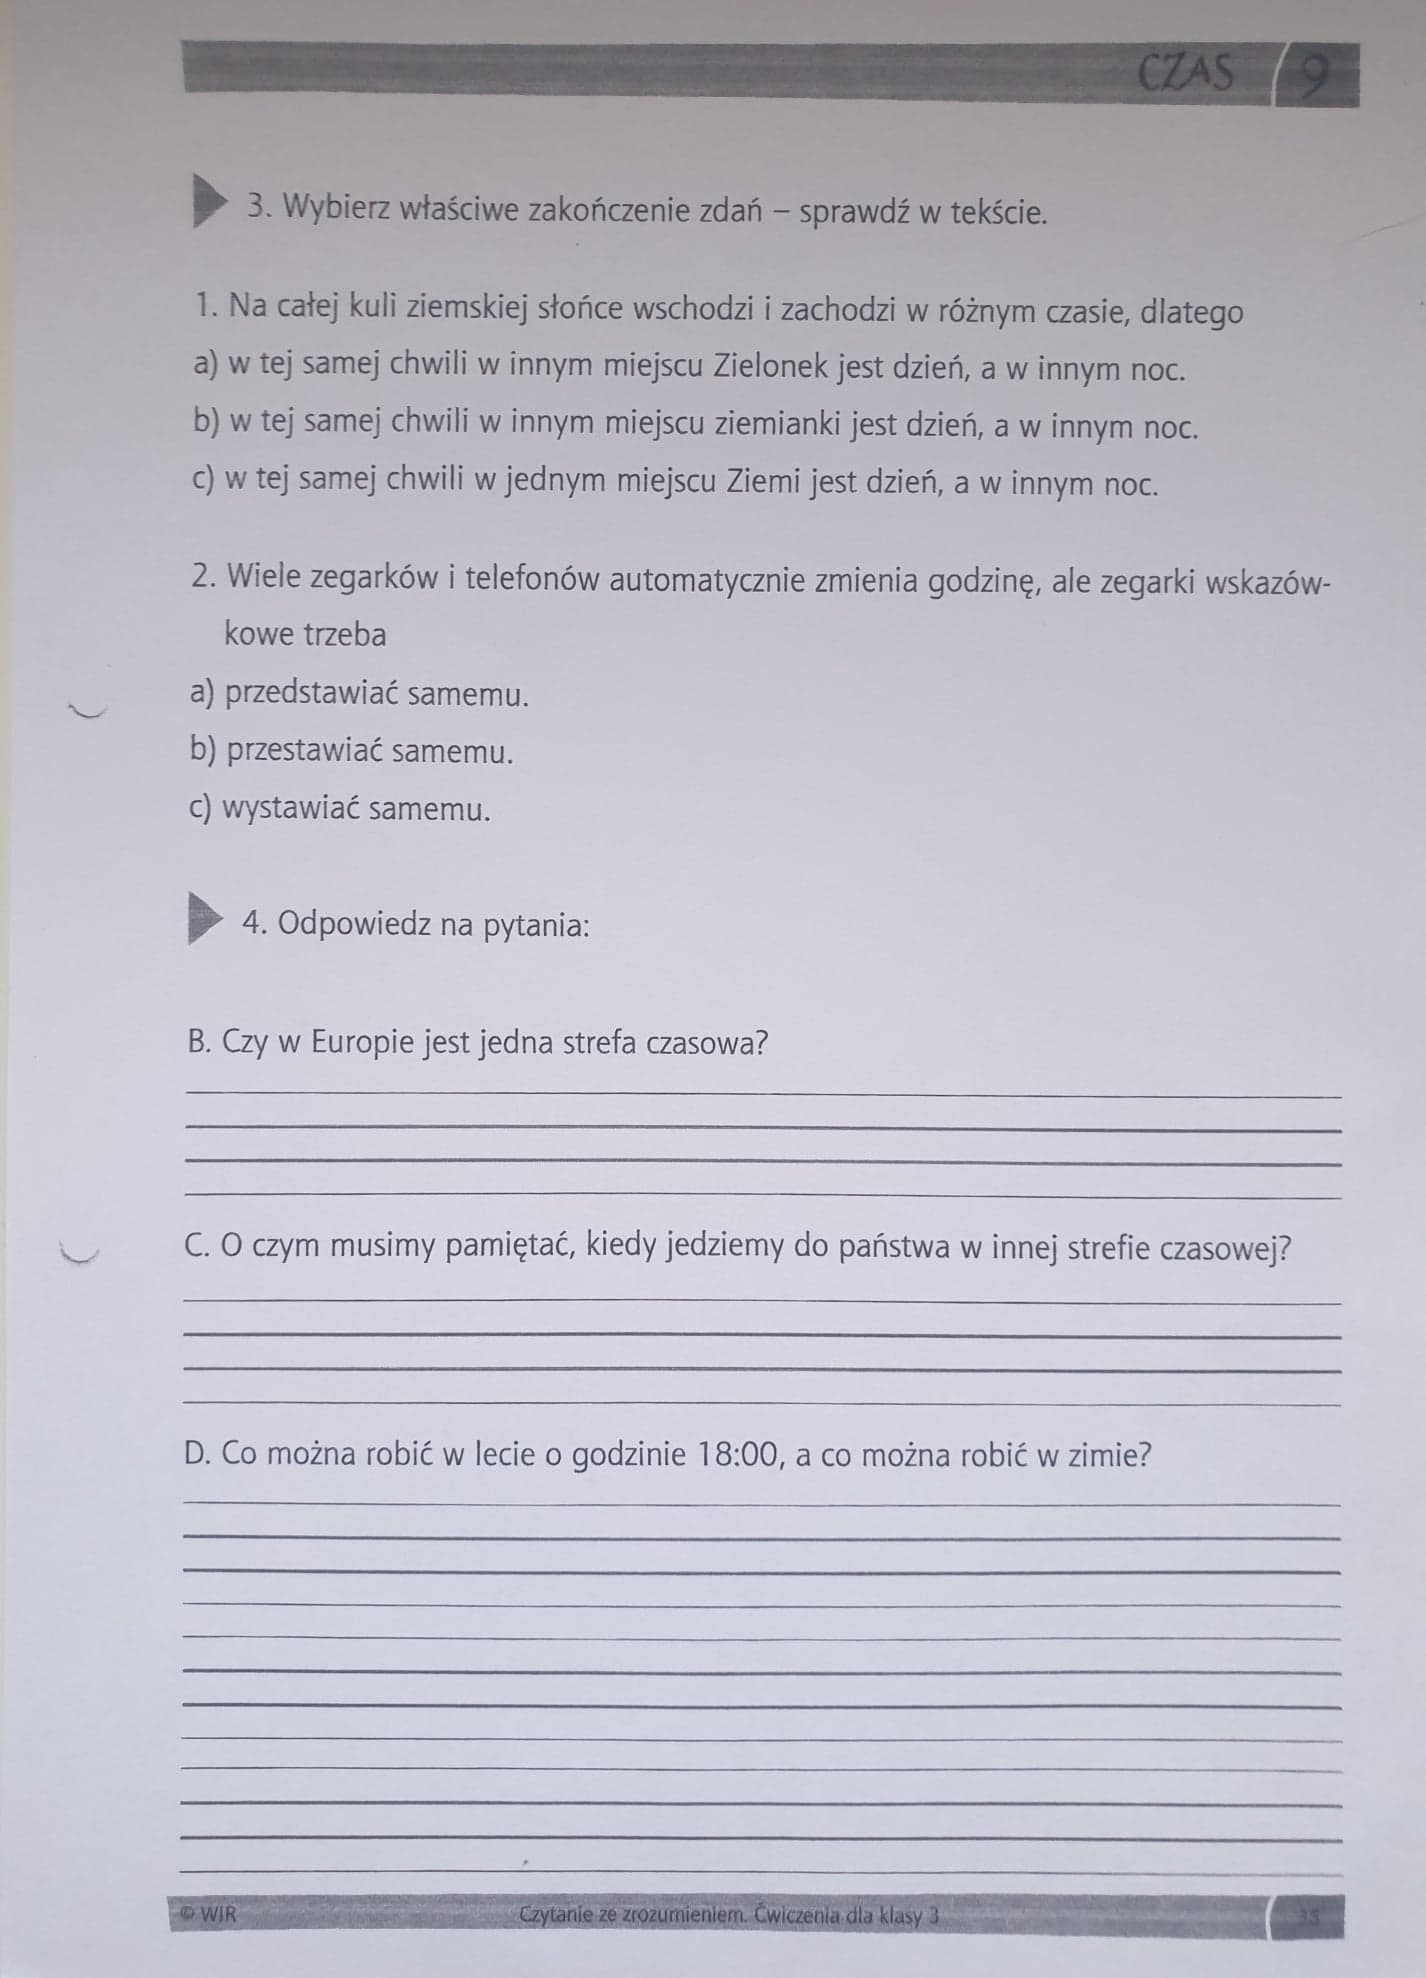 CZAS 9
3. Wybierz właściwe zakończenie zdań – sprawdź w tekście.
1. Na całej kuli ziemskiej słońce wschodzi i zachodzi w różnym czasie, dlatego
a) w tej samej chwili w innym miejscu Zielonek jest dzień, a w innym noc.
b) w tej samej chwili w innym miejscu ziemianki jest dzień, a w innym noc.
c) w tej samej chwili w jednym miejscu Ziemi jest dzień, a w innym noc.
2. Wiele zegarków i telefonów automatycznie zmienia godzinę, ale zegarki wskazów-
kowe trzeba
a) przedstawiać samemu.
b) przestawiać samemu.
c) wystawiać samemu.
4. Odpowiedz na pytania:
B. Czy w Europie jest jedna strefa czasowa?
C. O czym musimy pamiętać, kiedy jedziemy do państwa w innej strefie czasowej?
D. Co można robić w lecie o godzinie 18:00, a co można robić w zimie?
© WIR Czytanie ze zrozumieniem. Ćwiczenia dla klasy 3